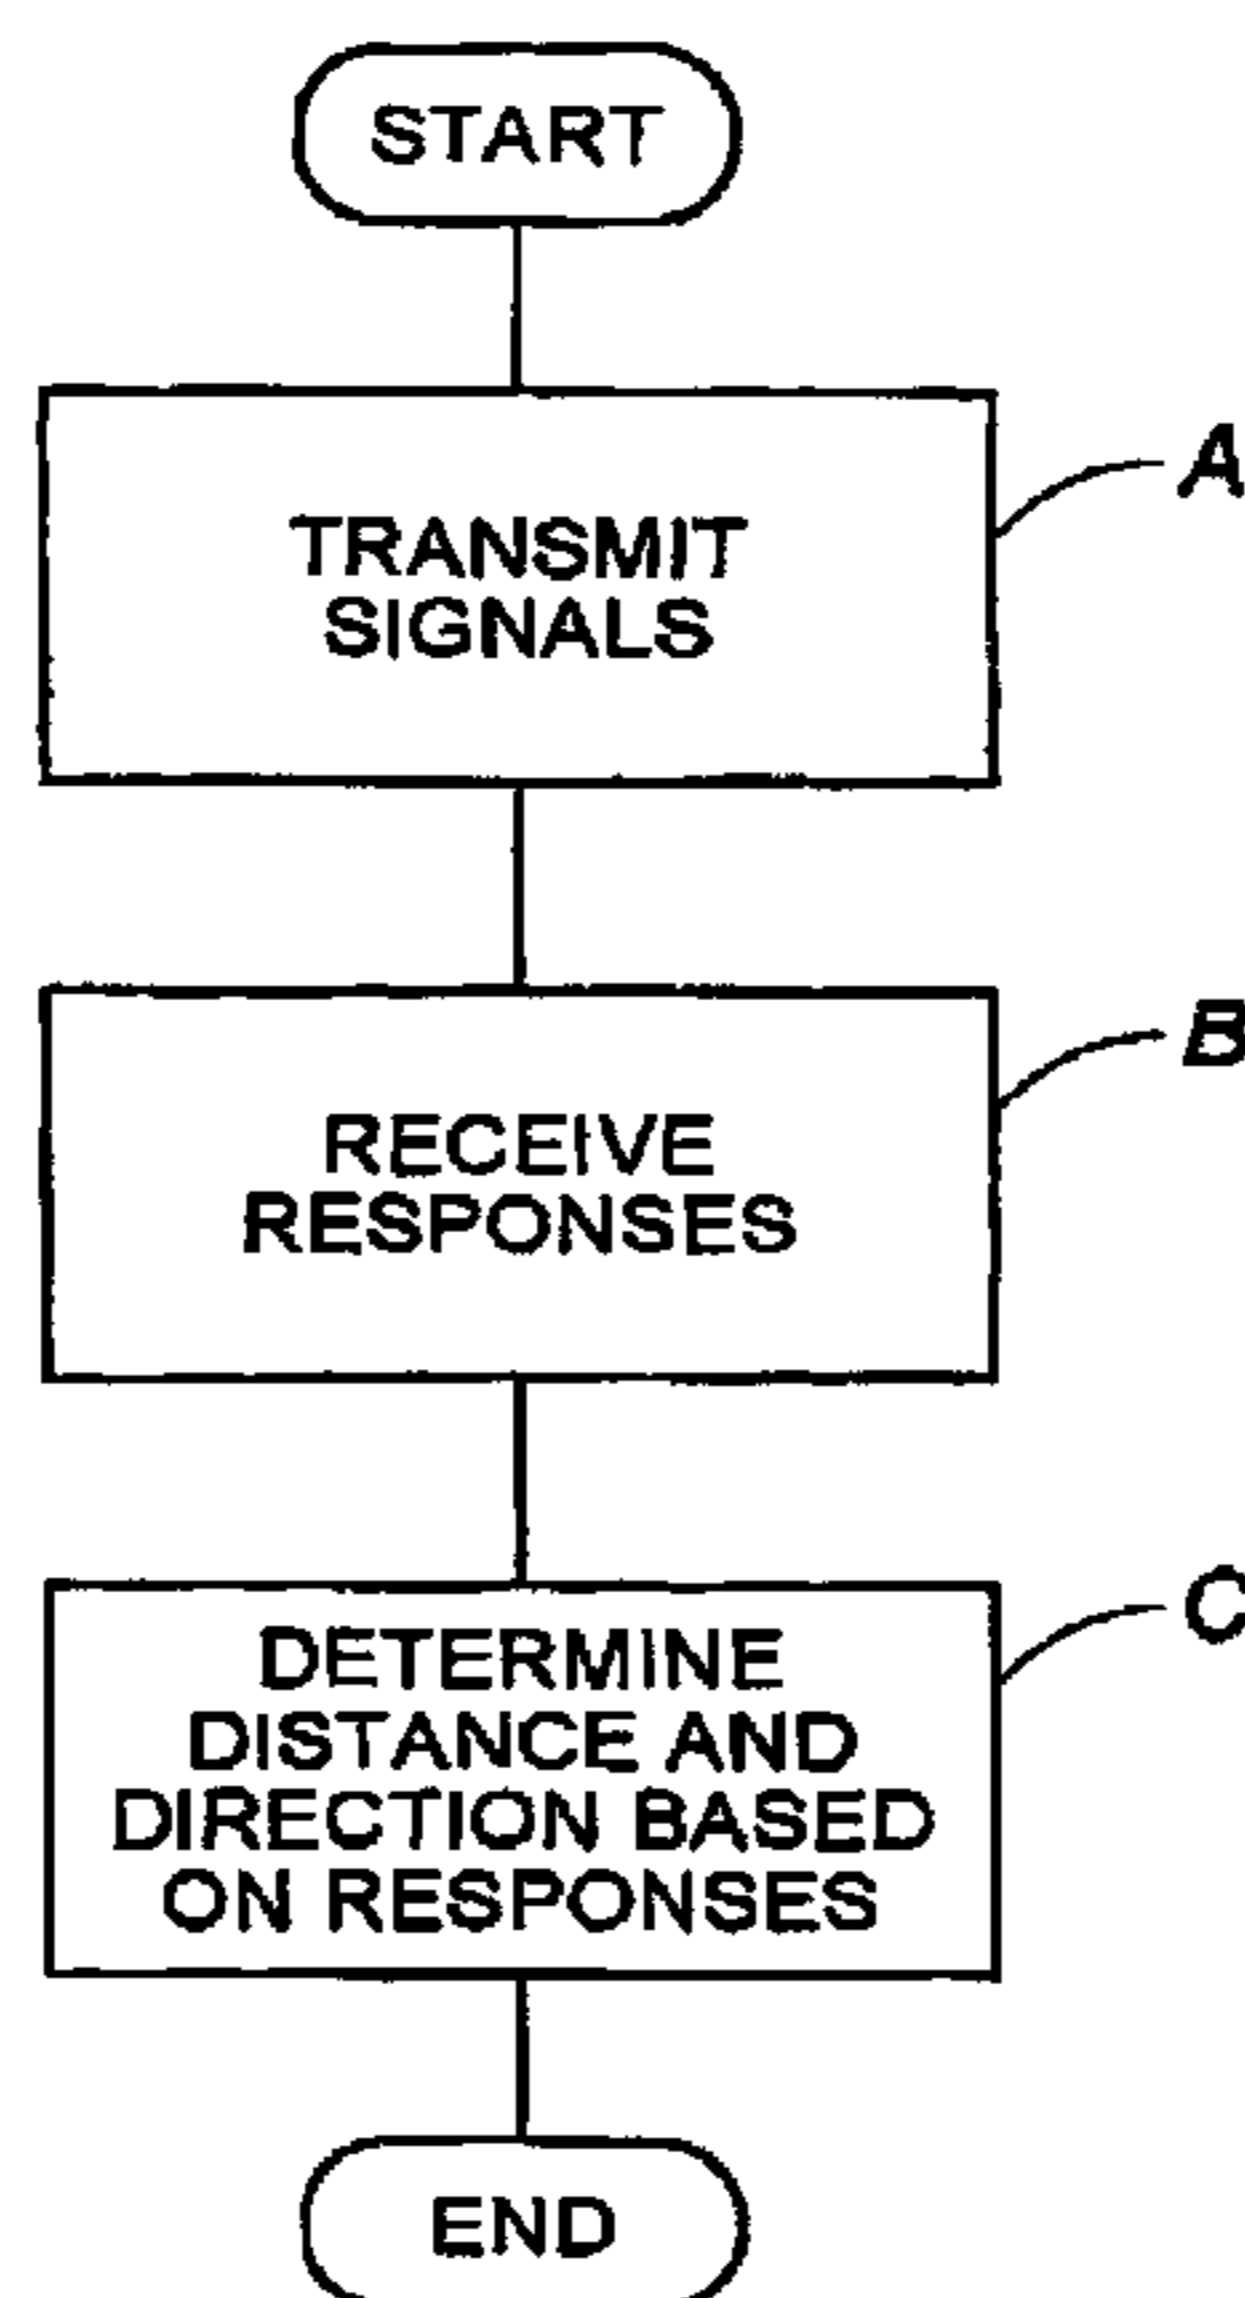 START
A
TRANSMIT
SIGNALS
B
RECEIVE
RESPONSES
C
DETERMINE
DISTANCE AND
DIRECTION BASED
ON RESPONSES
END